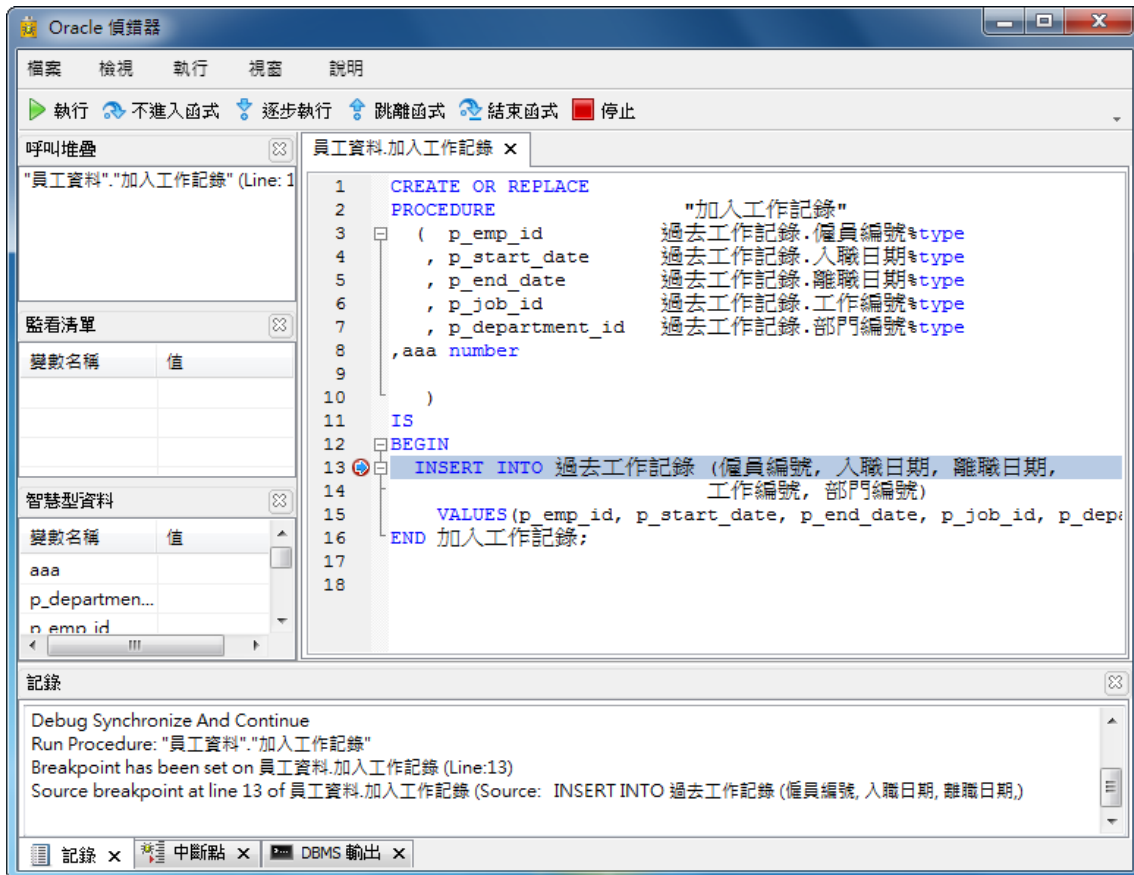 Oracle 偵錯器
檔案 檢視 執行 視窗 說明
執行 不進入函式 逐步執行 跳離函式 結束函式 停止
呼叫堆疊
"員工資料"."加入工作記錄" (Line: 1
監看清單
變數名稱 值
智慧型資料
變數名稱 值
aaa
p_departmen...
p_emp_id
員工資料.加入工作記錄
1 CREATE OR REPLACE
2 PROCEDURE "加入工作記錄"
3 ( p_emp_id 過去工作記錄.僱員編號%type
4 , p_start_date 過去工作記錄.入職日期%type
5 , p_end_date 過去工作記錄.離職日期%type
6 , p_job_id 過去工作記錄.工作編號%type
7 , p_department_id 過去工作記錄.部門編號%type
8 ,aaa number
9
10 )
11 IS
12 BEGIN
13 INSERT INTO 過去工作記錄 (僱員編號, 入職日期, 離職日期,
14 工作編號, 部門編號)
15 VALUES(p_emp_id, p_start_date, p_end_date, p_job_id, p_depa
16 END 加入工作記錄;
17
18
記錄
Debug Synchronize And Continue
Run Procedure: "員工資料"."加入工作記錄"
Breakpoint has been set on 員工資料.加入工作記錄 (Line:13)
Source breakpoint at line 13 of 員工資料.加入工作記錄 (Source: INSERT INTO 過去工作記錄 (僱員編號, 入職日期, 離職日期,)
記錄 中斷點 DBMS 輸出